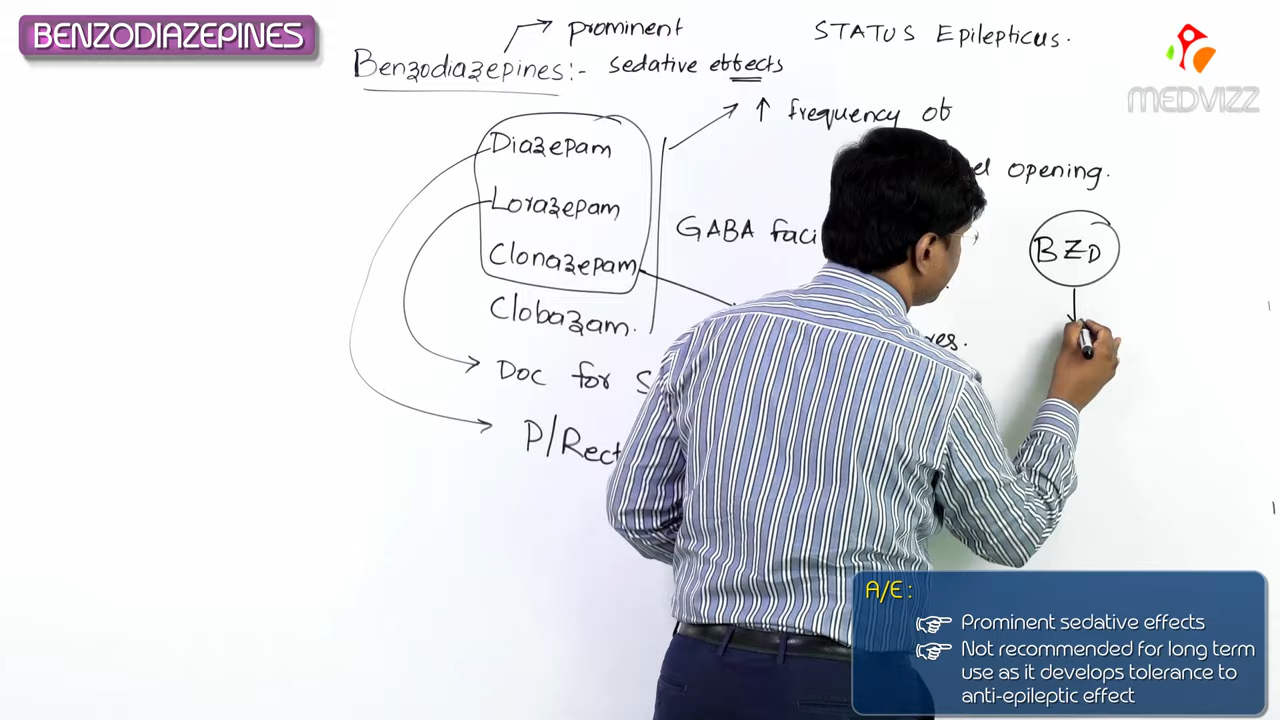 BENZODIAZEPINES
prominent
STATUS Epilepticus.
Benzodiazepines:- sedative effects
MEDVIZZ
↑ frequency of
Diazepam
opening.
Lorazepam
GABA
BZD
Clonazepam
Clobazam.
Doc for
P/Rect
A/E:
Prominent sedative effects
Not recommended for long term
use as it develops tolerance to
anti-epileptic effect